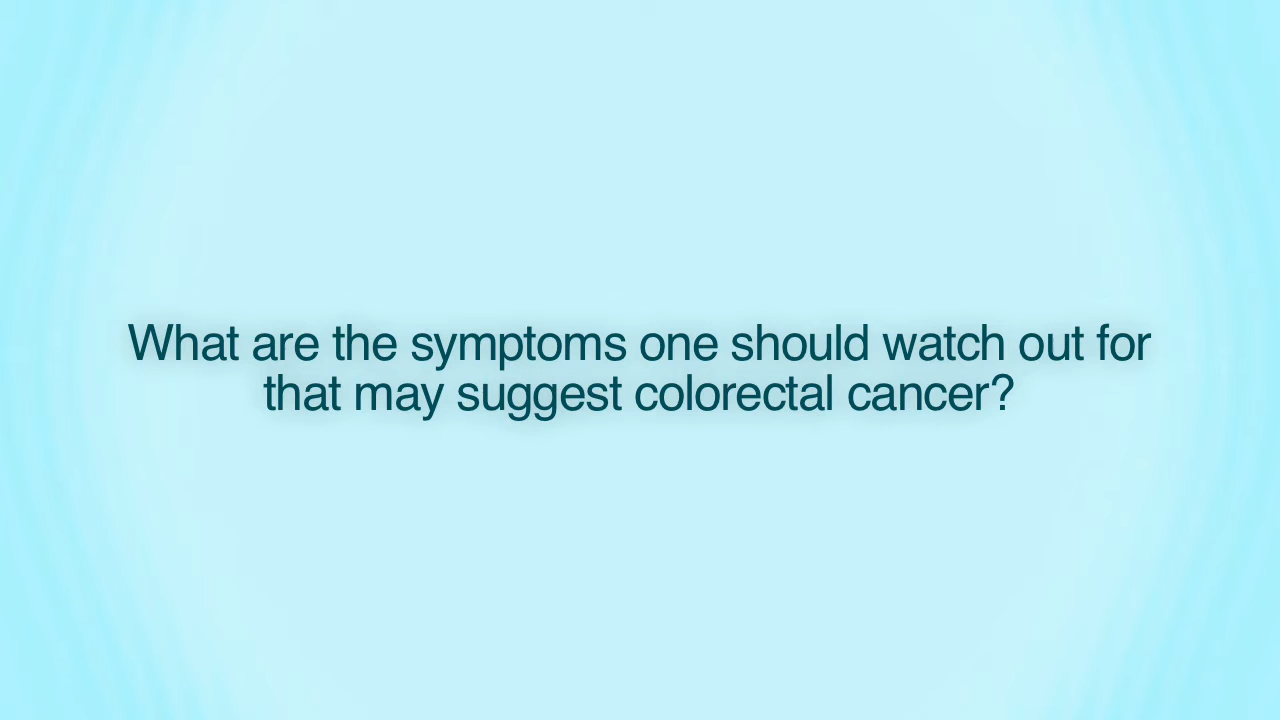 What are the symptoms one should watch out for
that may suggest colorectal cancer?